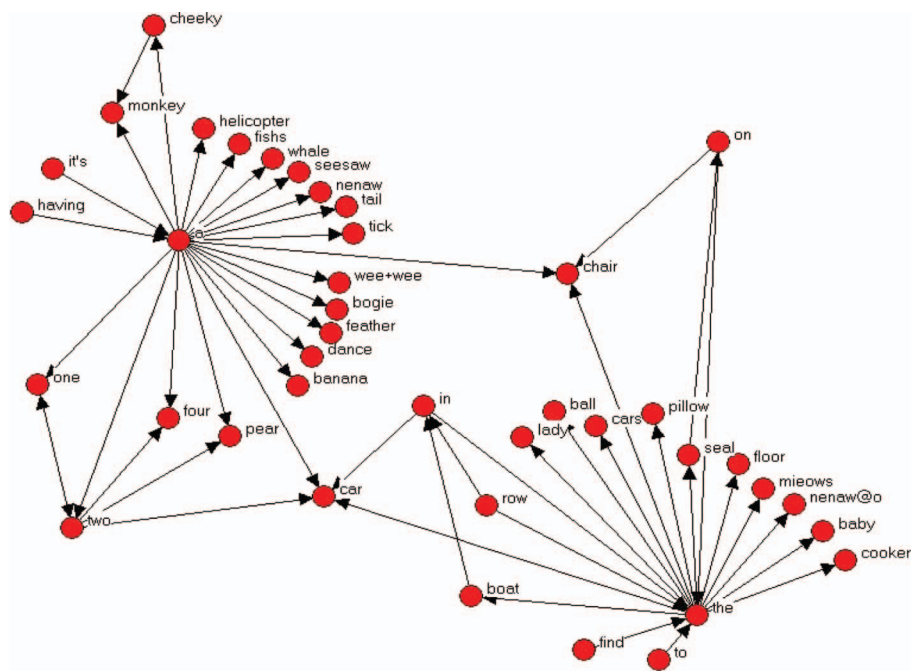 cheeky
monkey
helicopter
fishs
on
whale
it's
seesaw
nenaw
tail
having
tick
a
chair
wee+wee
bogie
feather
dance
one
banana
in
ball
pillow
four
cars
pear
lady
seal
floor
mieows
car
row
nenaw@o
two
baby
cooker
boat
the
find
to